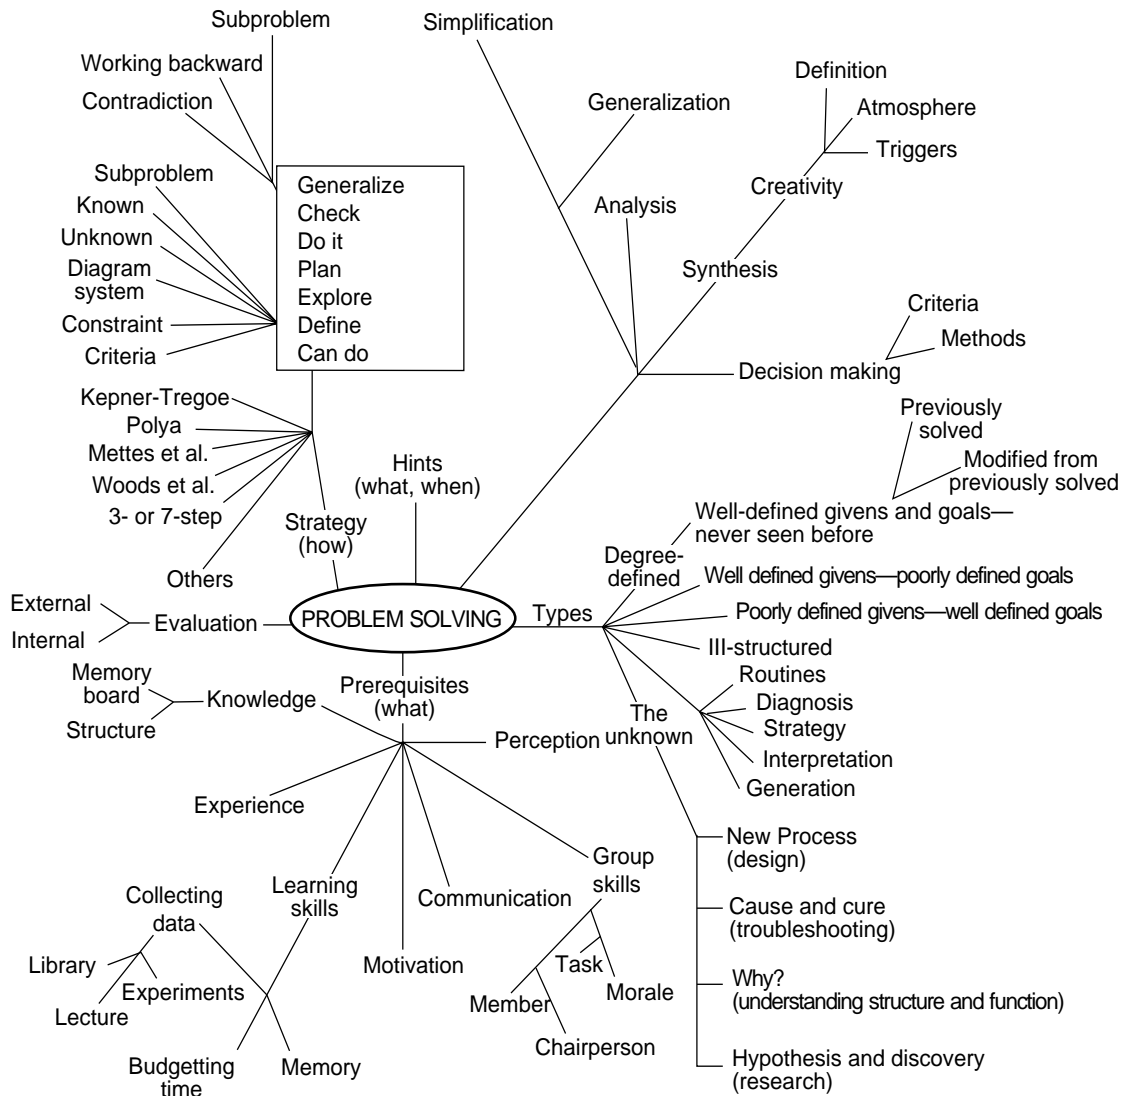 Subproblem
Working backward
Contradiction
Subproblem
Known
Unknown
Diagram
system
Constraint
Criteria
Generalize
Check
Do it
Plan
Explore
Define
Can do
Kepner-Tregoe
Polya
Mettes et al.
Woods et al.
3- or 7-step
Others
Strategy
(how)
Hints
(what, when)
Simplification
Generalization
Analysis
Synthesis
Creativity
Definition
Atmosphere
Triggers
Decision making
Criteria
Methods
Previously
solved
Modified from
previously solved
Well-defined givens and goals—
never seen before
Degree-
defined
Well defined givens—poorly defined goals
Poorly defined givens—well defined goals
III-structured
Types
PROBLEM SOLVING
Evaluation
External
Internal
Memory
board
Structure
Knowledge
Prerequisites
(what)
Perception
The
unknown
Routines
Diagnosis
Strategy
Interpretation
Generation
Experience
Learning
skills
Collecting
data
Library
Lecture
Experiments
Budgetting
time
Memory
Motivation
Communication
Group
skills
Task
Morale
Member
Chairperson
New Process
(design)
Cause and cure
(troubleshooting)
Why?
(understanding structure and function)
Hypothesis and discovery
(research)